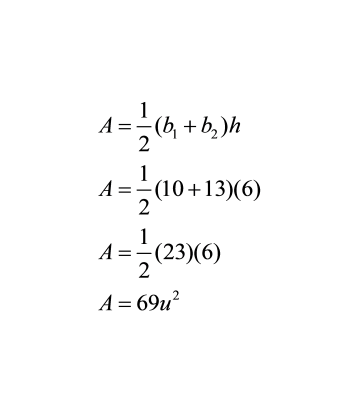 A = 1/2 (b₁ + b₂)h
A = 1/2 (10 + 13)(6)
A = 1/2 (23)(6)
A = 69u²